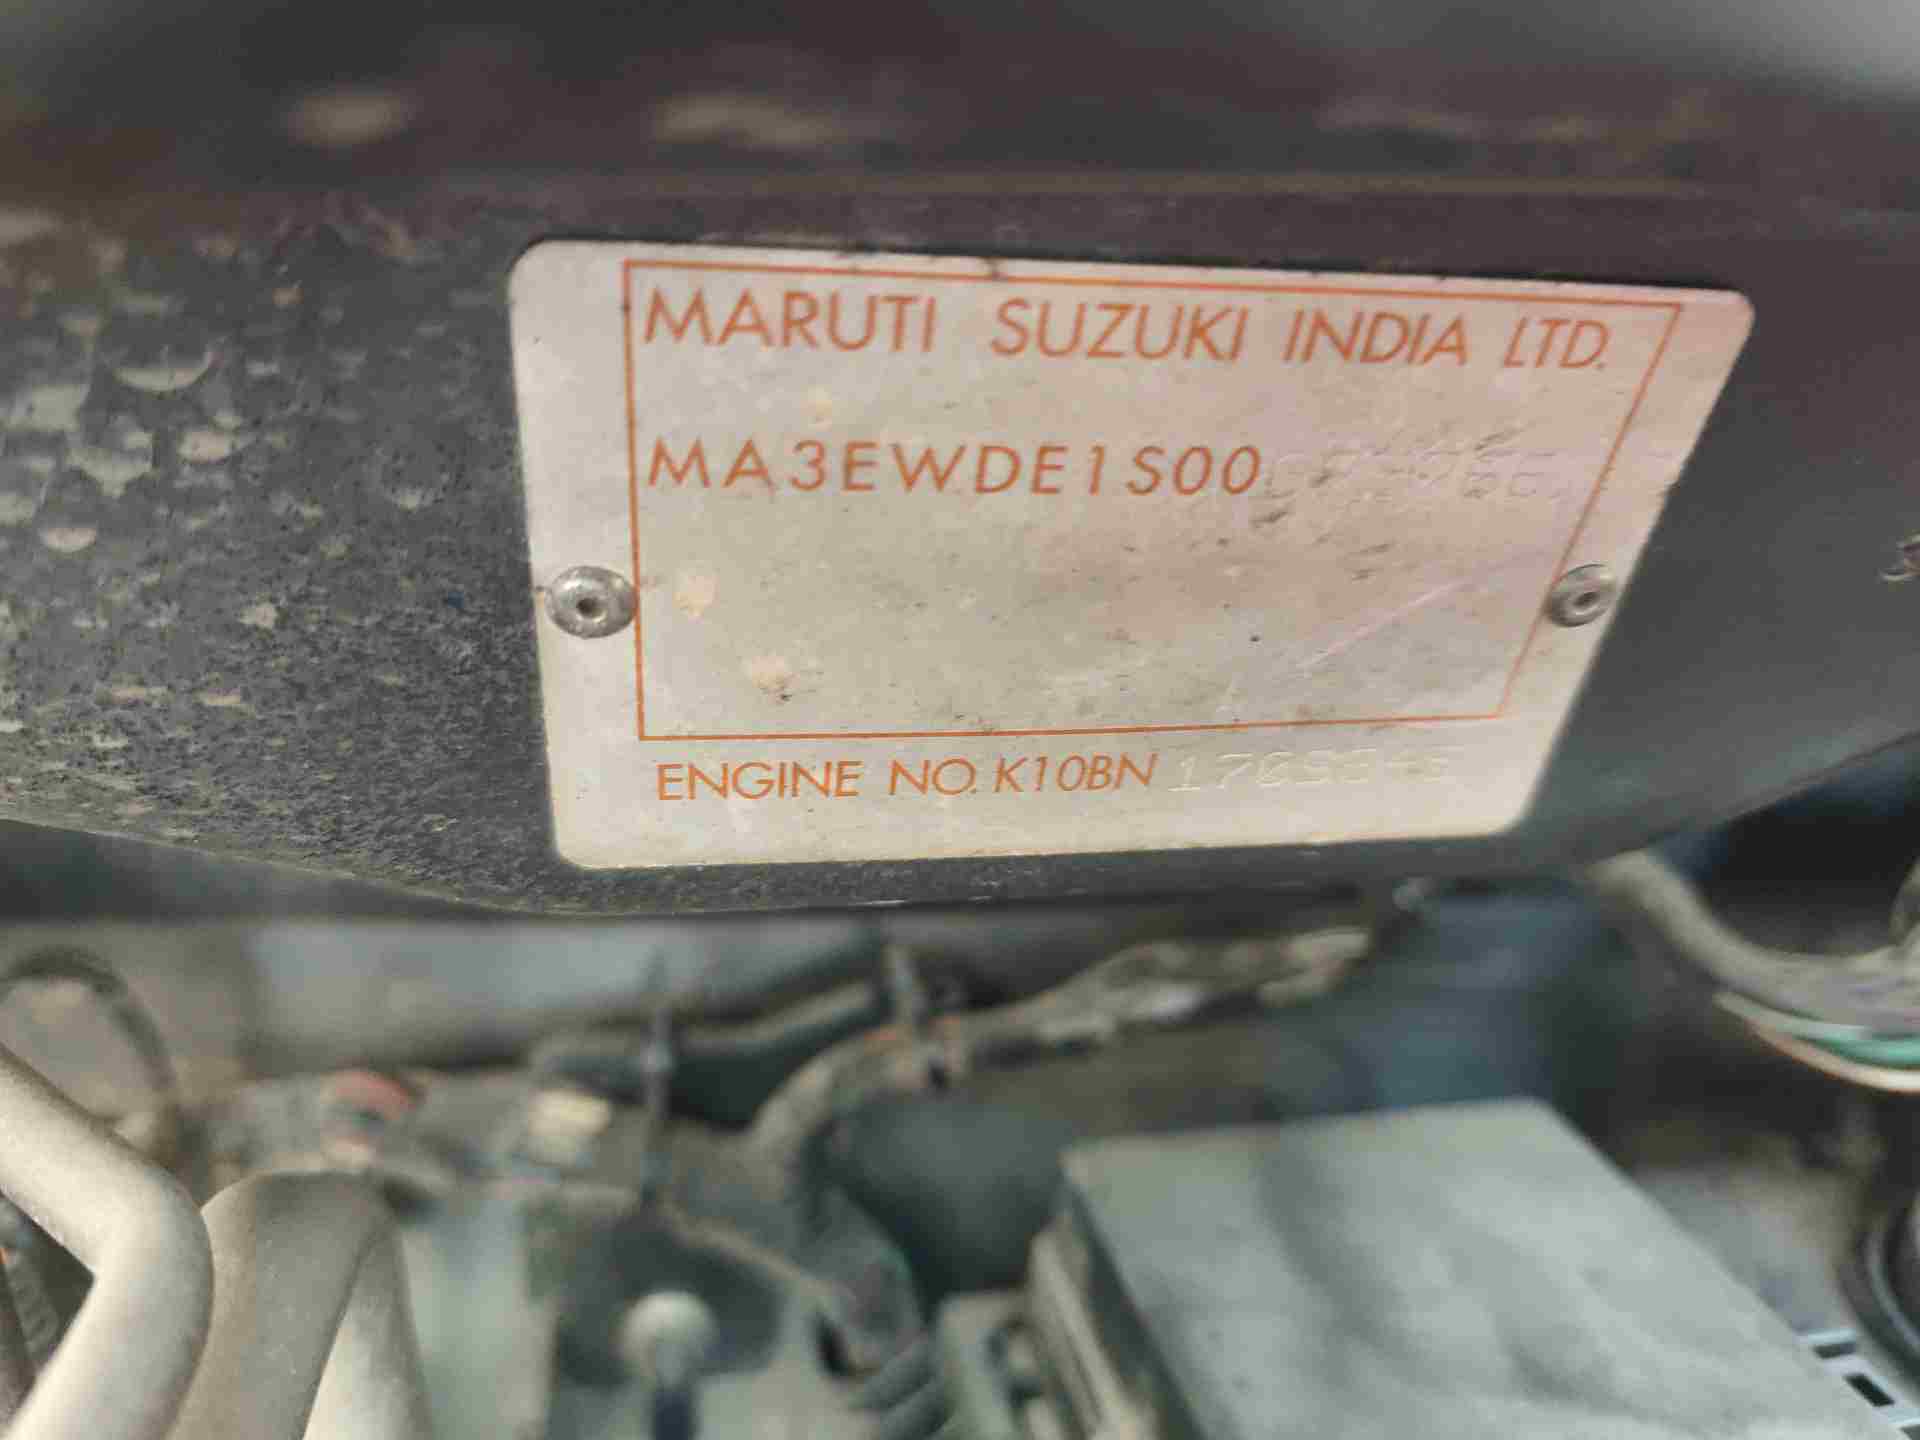 MARUTI SUZUKI INDIA LTD.
MA3EWDE1S00
ENGINE NO. K10BN